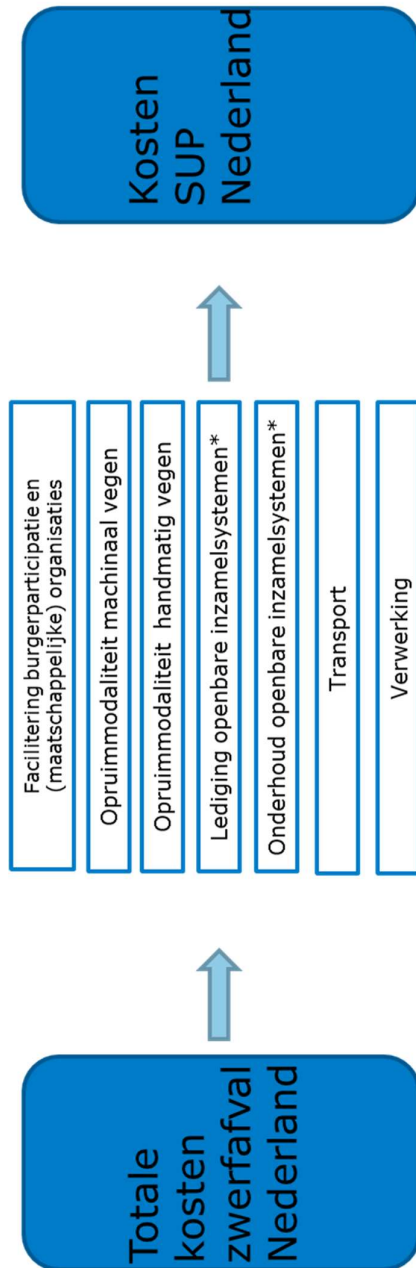 Totale
kosten
zwerfafval
Nederland
Facilitering burgerparticipatie en
(maatschappelijke) organisaties
Opruimmodaliteit machinaal vegen
Opruimmodaliteit handmatig vegen
Lediging openbare inzamelsystemen*
Onderhoud openbare inzamelsystemen*
Transport
Verwerking
Kosten
SUP
Nederland